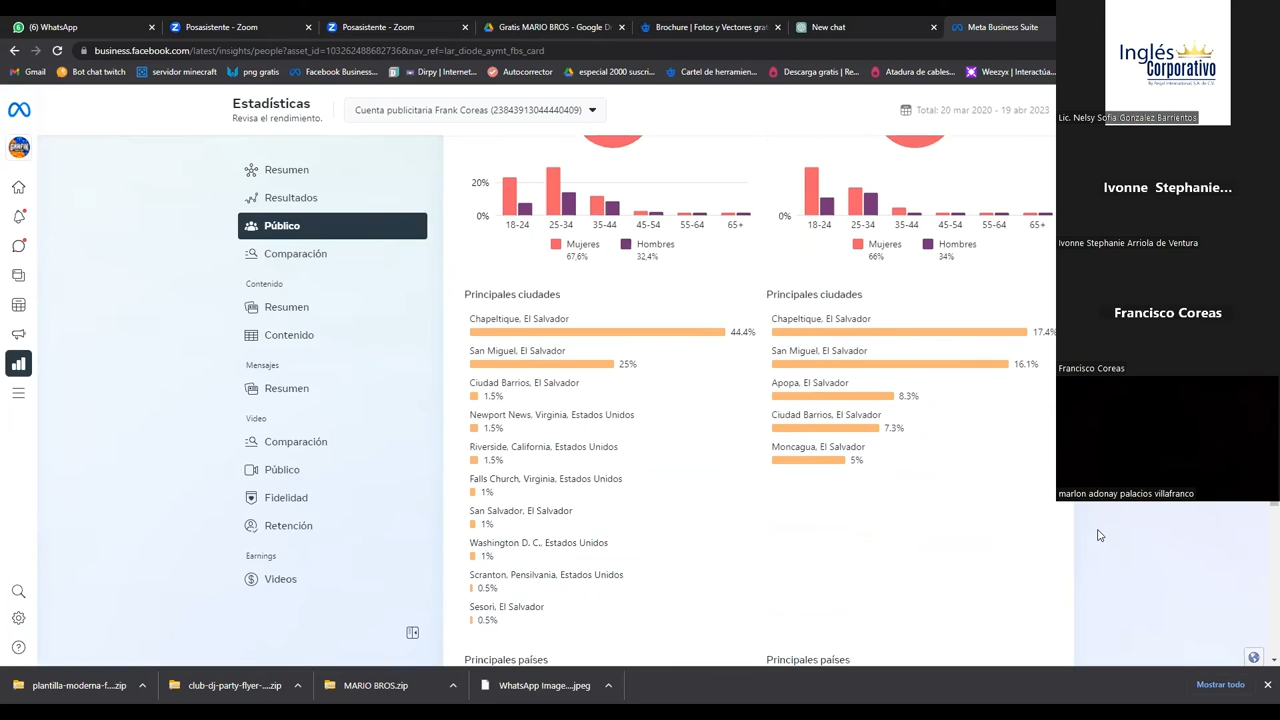 (1) WhatsApp
Posasistente - Zoom
Posasistente - Zoom
Gratis MARIO BROS - Google Dr
Brochure | Fotos y Vectores grat
New chat
Meta Business Suite
business.facebook.com/latest/insights/people?asset_id=103262488682736&nav_ref=lar_diode_aymt_fbs_card
Gmail
Bot chat twitch
servidor minecraft
png gratis
Facebook Business...
Dirpy | Internet...
Autocorrector
especial 2000 suscri...
Cartel de herramien...
Descarga gratis | Re...
Atadura de cables...
Weezyx | Interactúa...
Estadísticas
Revisa el rendimiento.
Cuenta publicitaria Frank Coreas (23843913044440409)
Total: 20 mar 2020 - 19 abr 2023
Resumen
Resultados
Público
Comparación
Contenido
Resumen
Contenido
Mensajes
Resumen
Video
Comparación
Público
Fidelidad
Retención
Earnings
Videos
20%
0%
18-24 25-34 35-44 45-54 55-64 65+
Mujeres Hombres
67,6% 32,4%
Principales ciudades
Chapeltique, El Salvador
44.4%
San Miguel, El Salvador
25%
Ciudad Barrios, El Salvador
1.5%
Newport News, Virginia, Estados Unidos
1.5%
Riverside, California, Estados Unidos
1.5%
Falls Church, Virginia, Estados Unidos
1%
San Salvador, El Salvador
1%
Washington D. C., Estados Unidos
1%
Scranton, Pensilvania, Estados Unidos
0.5%
Sesori, El Salvador
0.5%
Principales países
0%
18-24 25-34 35-44 45-54 55-64 65+
Mujeres Hombres
66% 34%
Principales ciudades
Chapeltique, El Salvador
17.4%
San Miguel, El Salvador
16.1%
Apopa, El Salvador
8.3%
Ciudad Barrios, El Salvador
7.3%
Moncagua, El Salvador
5%
Principales países
Inglés
Corporativo
by Angel International, S.A. de C.V.
Lic. Nelsy Sofia Gonzalez Barrientos
Ivonne Stephanie...
Ivonne Stephanie Arriola de Ventura
Francisco Coreas
Francisco Coreas
marlon adonay palacios villafranco
plantilla-moderna-f....zip
club-dj-party-flyer-....zip
MARIO BROS.zip
WhatsApp Image....jpeg
Mostrar todo